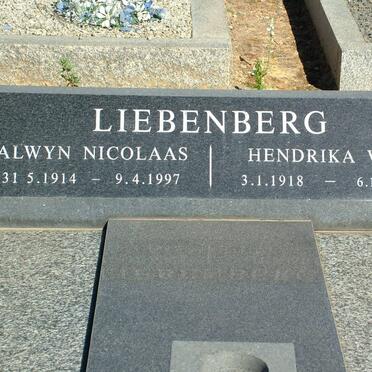 LIEBENBERG
ALWYN NICOLAAS | HENDRIKA
31 5.1914 – 9.4.1997 | 3.1.1918 –